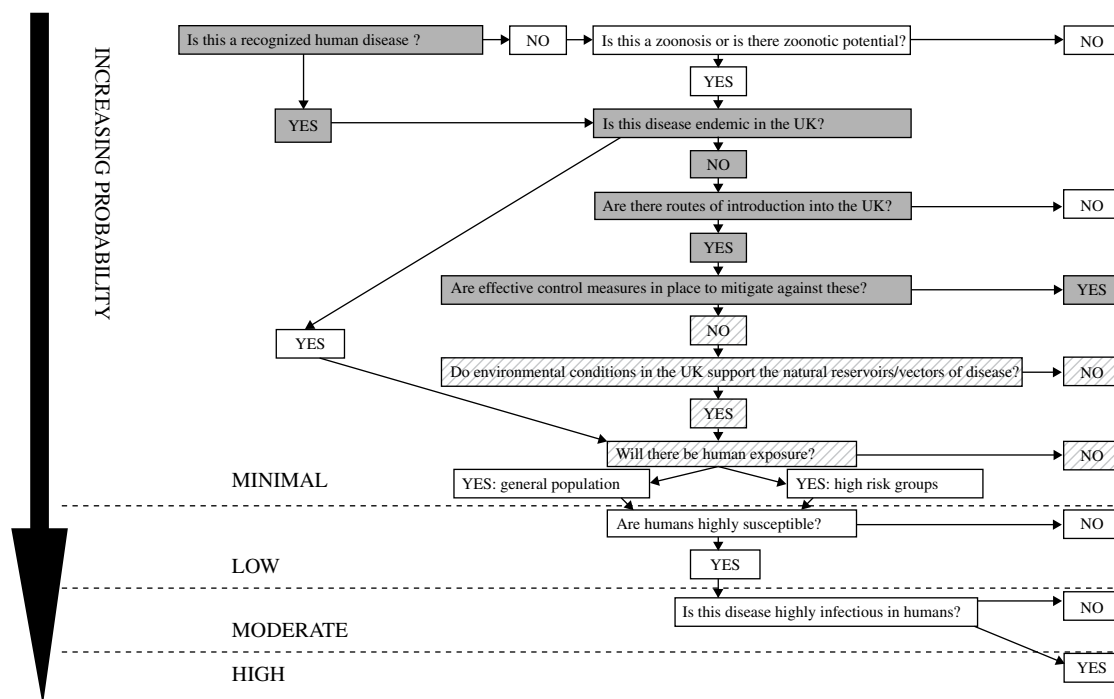 Is this a recognized human disease ?
NO
Is this a zoonosis or is there zoonotic potential?
NO
YES
YES
Is this disease endemic in the UK?
NO
Are there routes of introduction into the UK?
NO
YES
Are effective control measures in place to mitigate against these?
YES
NO
YES
Do environmental conditions in the UK support the natural reservoirs/vectors of disease?
NO
YES
Will there be human exposure?
NO
YES: general population
YES: high risk groups
Are humans highly susceptible?
NO
YES
Is this disease highly infectious in humans?
NO
YES
INCREASING PROBABILITY
MINIMAL
LOW
MODERATE
HIGH